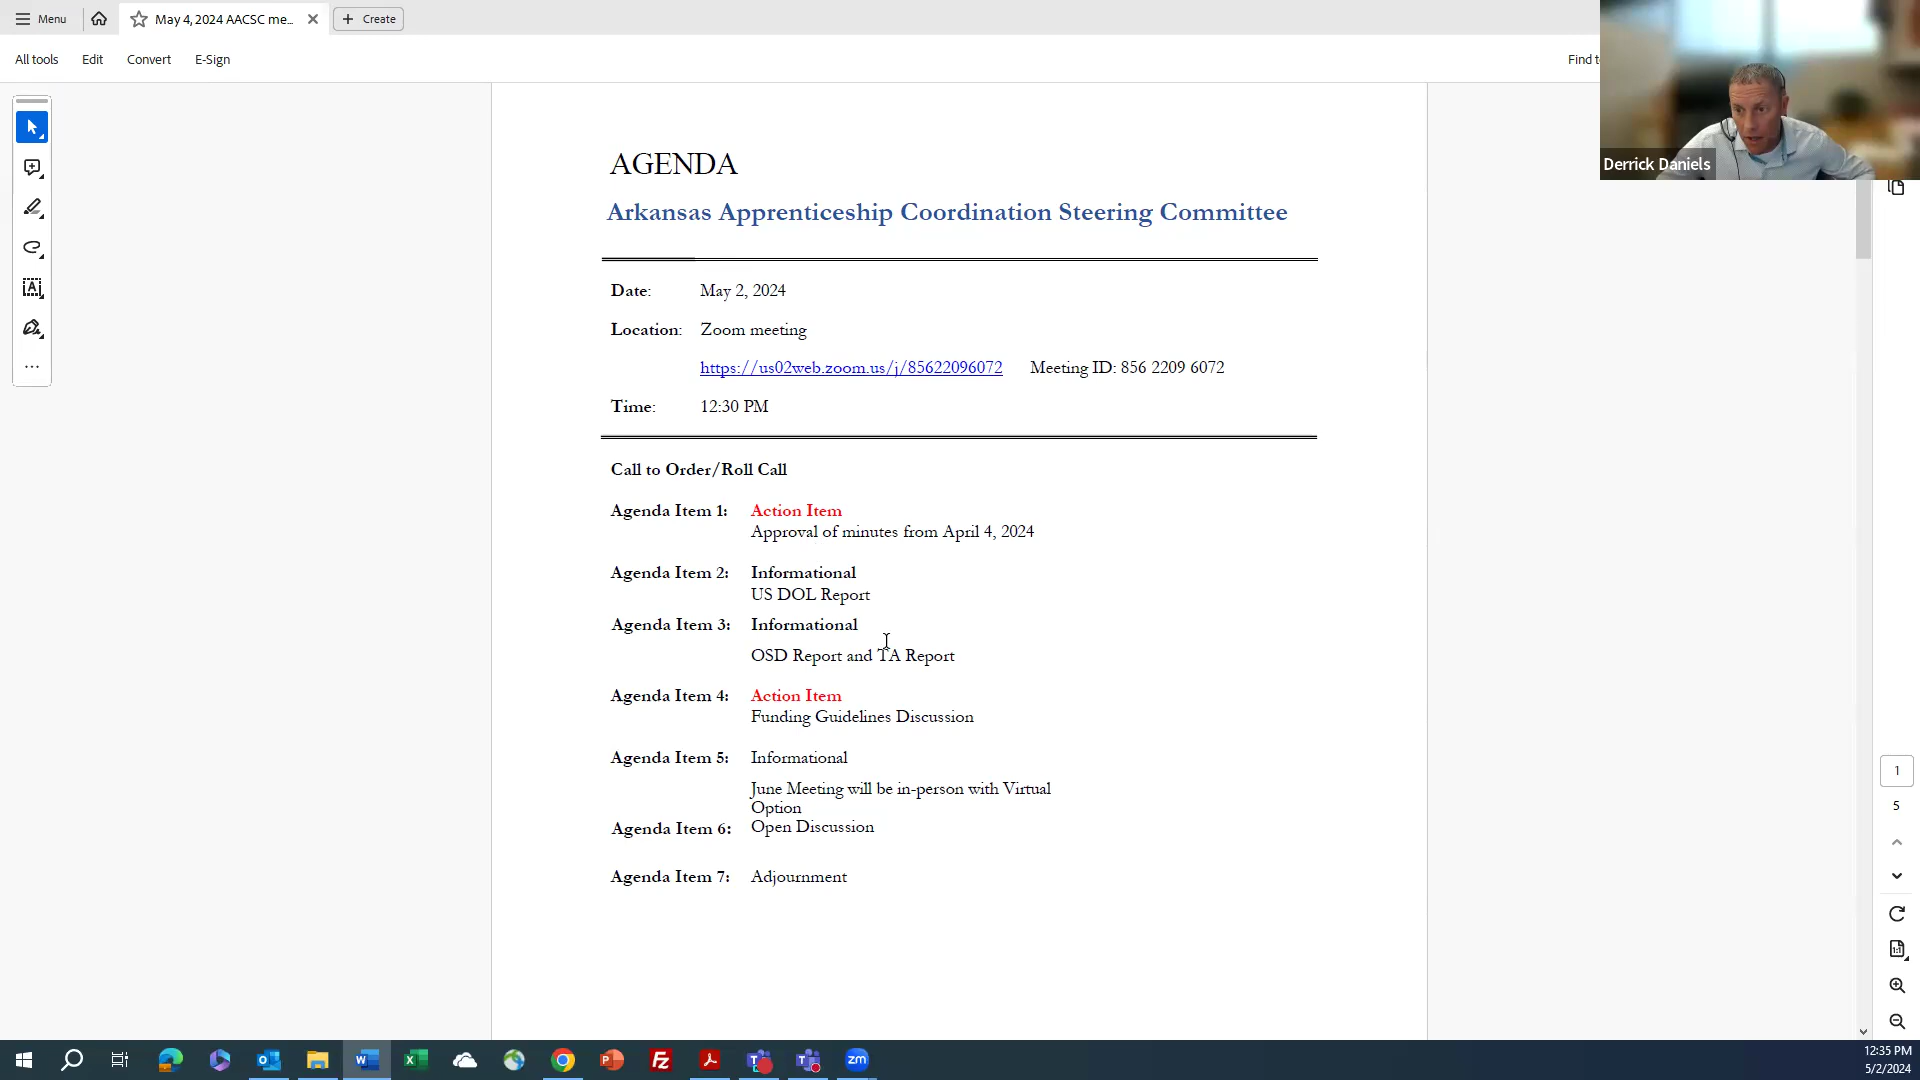 Menu
May 4, 2024 AACSC me...
Create
All tools
Edit
Convert
E-Sign
Find
Derrick Daniels
AGENDA
Arkansas Apprenticeship Coordination Steering Committee
Date: May 2, 2024
Location: Zoom meeting
https://us02web.zoom.us/j/85622096072 Meeting ID: 856 2209 6072
Time: 12:30 PM
Call to Order/Roll Call
Agenda Item 1: Action Item
Approval of minutes from April 4, 2024
Agenda Item 2: Informational
US DOL Report
Agenda Item 3: Informational
OSD Report and TA Report
Agenda Item 4: Action Item
Funding Guidelines Discussion
Agenda Item 5: Informational
June Meeting will be in-person with Virtual
Option
Agenda Item 6: Open Discussion
Agenda Item 7: Adjournment
1
5
12:35 PM
5/2/2024